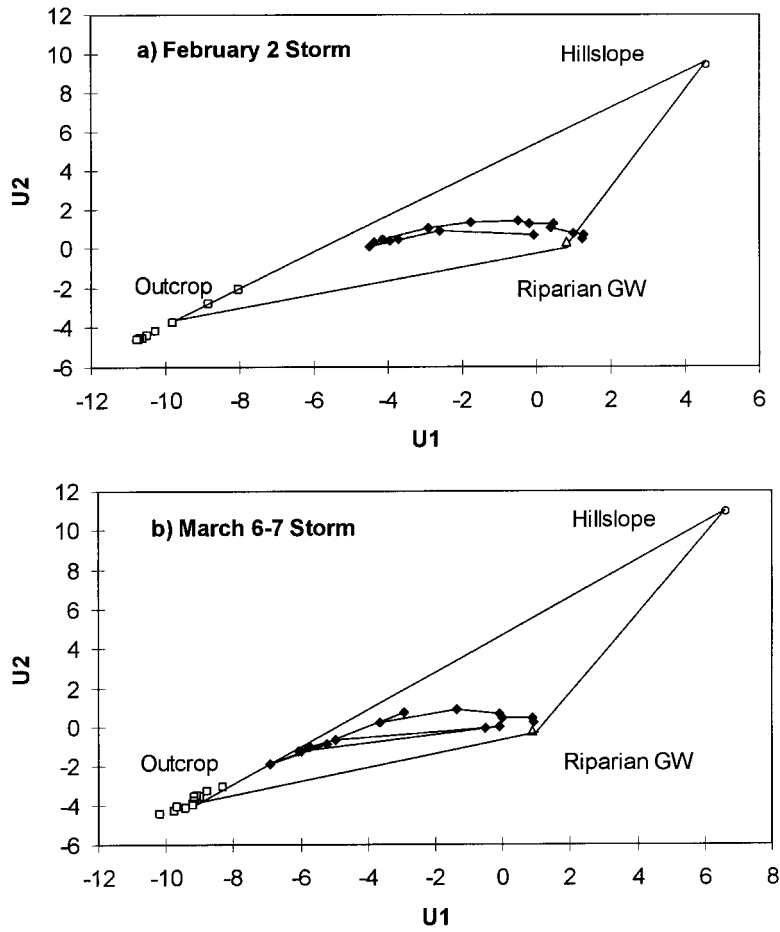 a) February 2 Storm
Hillslope
Outcrop
Riparian GW
U2
12
10
8
6
4
2
0
-2
-4
-6
-12 -10 -8 -6 -4 -2 0 2 4 6
U1
b) March 6-7 Storm
Hillslope
Outcrop
Riparian GW
U2
12
10
8
6
4
2
0
-2
-4
-6
-12 -10 -8 -6 -4 -2 0 2 4 6 8
U1